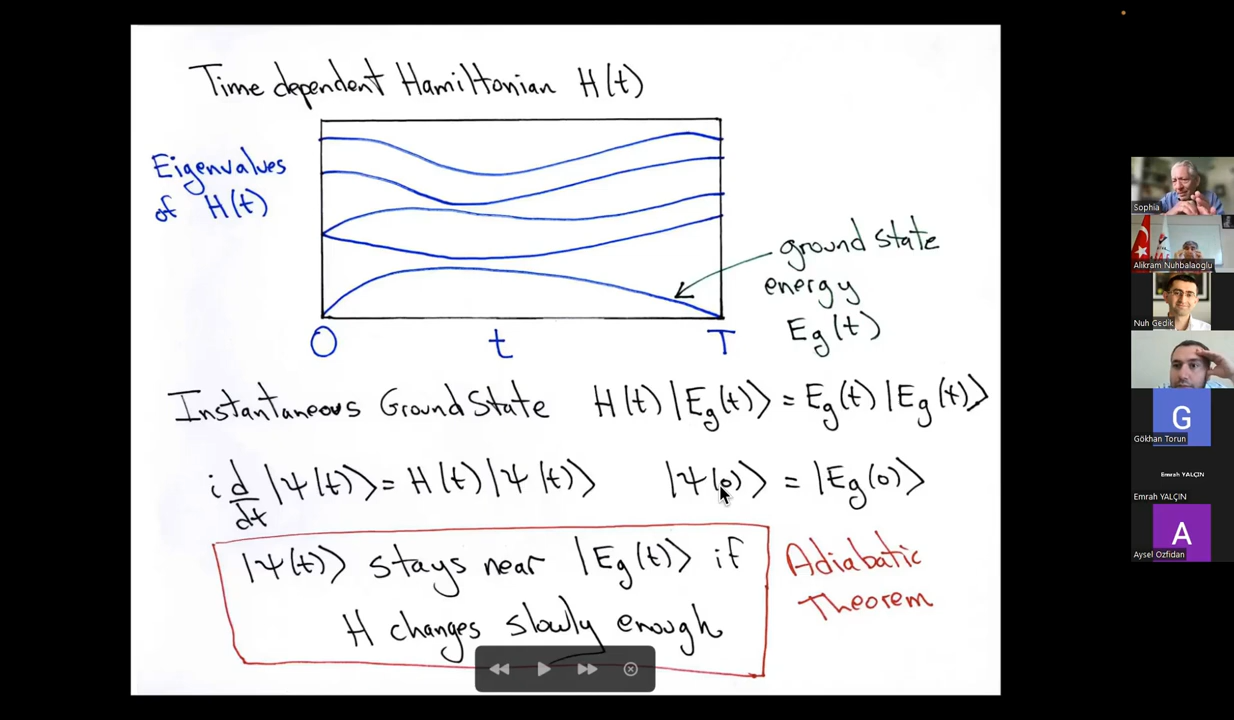 Time dependent Hamiltonian H(t)
Eigenvalues
of H(t)
ground state
energy
Eg(t)
O t T
Instantaneous Ground State H(t)|Eg(t)⟩ = Eg(t)|Eg(t)⟩
i d/dt |Ψ(t)⟩ = H(t)|Ψ(t)⟩ |Ψ(0)⟩ = |Eg(0)⟩
|Ψ(t)⟩ stays near |Eg(t)⟩ if
H changes slowly enough
Adiabatic
Theorem
Sophia
Alikram Nuhbalaoglu
Nuh Gedik
G
Gökhan Torun
Emrah YALÇIN
Emrah YALÇIN
A
Aysel Ozfidan